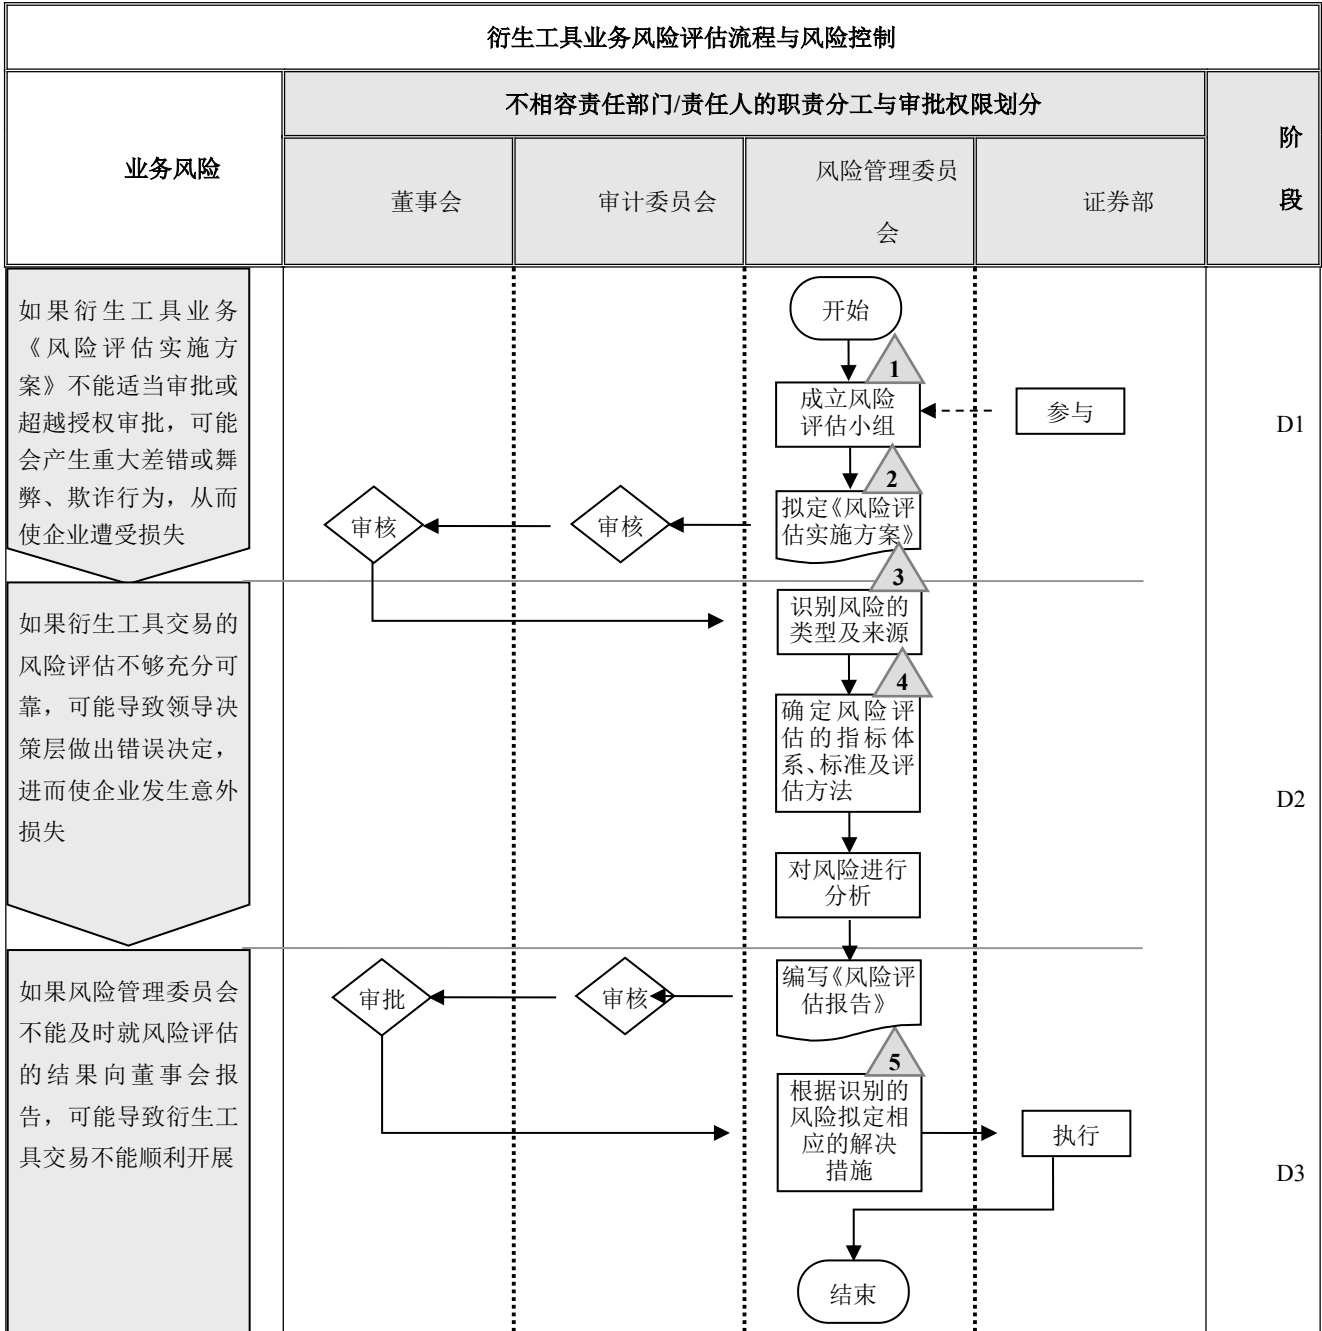 衍生工具业务风险评估流程与风险控制
业务风险
不相容责任部门/责任人的职责分工与审批权限划分
阶
段
董事会
审计委员会
风险管理委员
会
证券部
如果衍生工具业务
《风险评估实施方
案》不能适当审批或
超越授权审批，可能
会产生重大差错或舞
弊、欺诈行为，从而
使企业遭受损失
开始
1
成立风险
评估小组
参与
D1
2
拟定《风险评
估实施方案》
审核
审核
如果衍生工具交易的
风险评估不够充分可
靠，可能导致领导决
策层做出错误决定，
进而使企业发生意外
损失
3
识别风险的
类型及来源
4
确定风险评
估的指标体
系、标准及评
估方法
对风险进行
分析
D2
如果风险管理委员会
不能及时就风险评估
的结果向董事会报
告，可能导致衍生工
具交易不能顺利开展
编写《风险评
估报告》
审核
审批
5
根据识别的
风险拟定相
应的解决
措施
执行
D3
结束